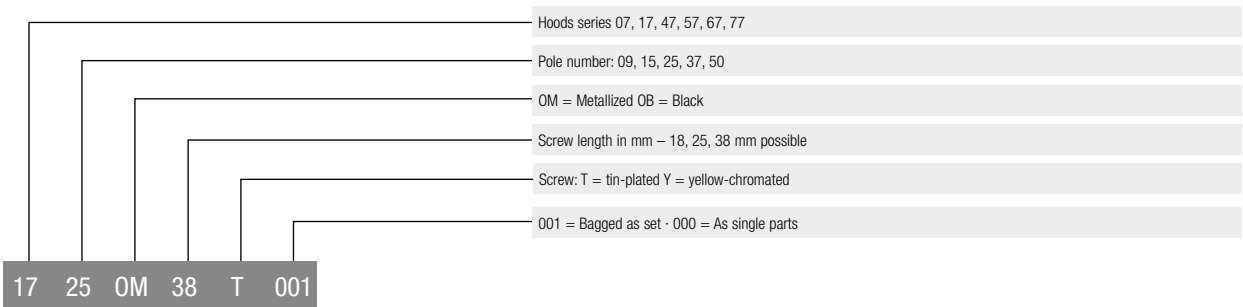 Hoods series 07, 17, 47, 57, 67, 77
Pole number: 09, 15, 25, 37, 50
OM = Metallized OB = Black
Screw length in mm – 18, 25, 38 mm possible
Screw: T = tin-plated Y = yellow-chromated
001 = Bagged as set · 000 = As single parts
17 25 OM 38 T 001